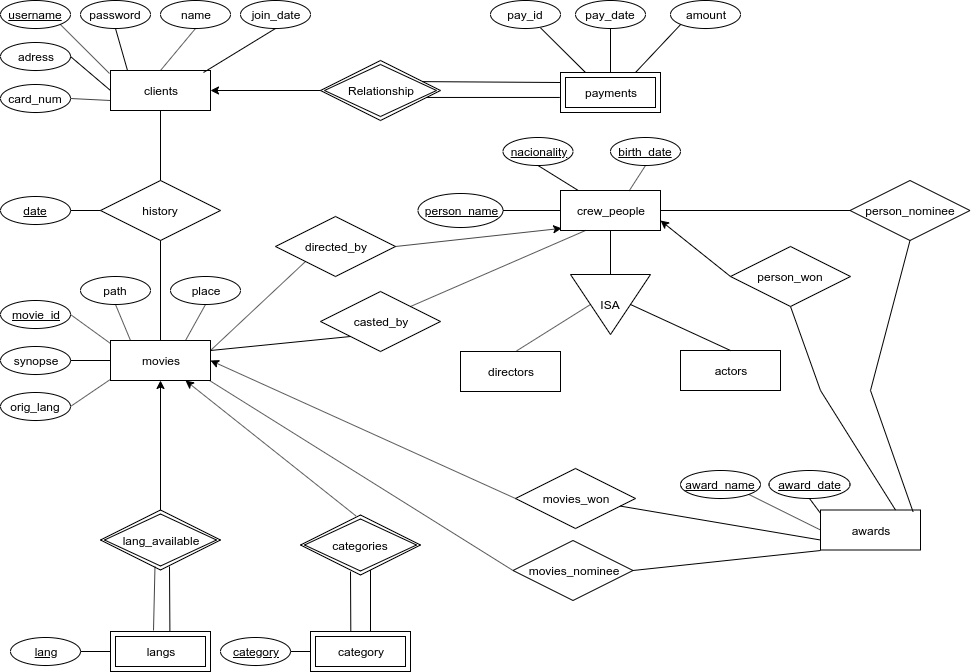 username
password
name
join_date
pay_id
pay_date
amount
adress
clients
Relationship
payments
card_num
nacionality
birth_date
date
history
person_name
crew_people
person_nominee
directed_by
person_won
path
place
ISA
movie_id
casted_by
synopse
movies
directors
actors
orig_lang
award_name
award_date
movies_won
awards
lang_available
categories
movies_nominee
lang
langs
category
category